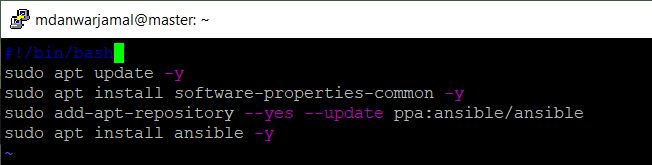 mdanwarjamal@master: ~
#!/bin/bash
sudo apt update -y
sudo apt install software-properties-common -y
sudo add-apt-repository --yes --update ppa:ansible/ansible
sudo apt install ansible -y
~